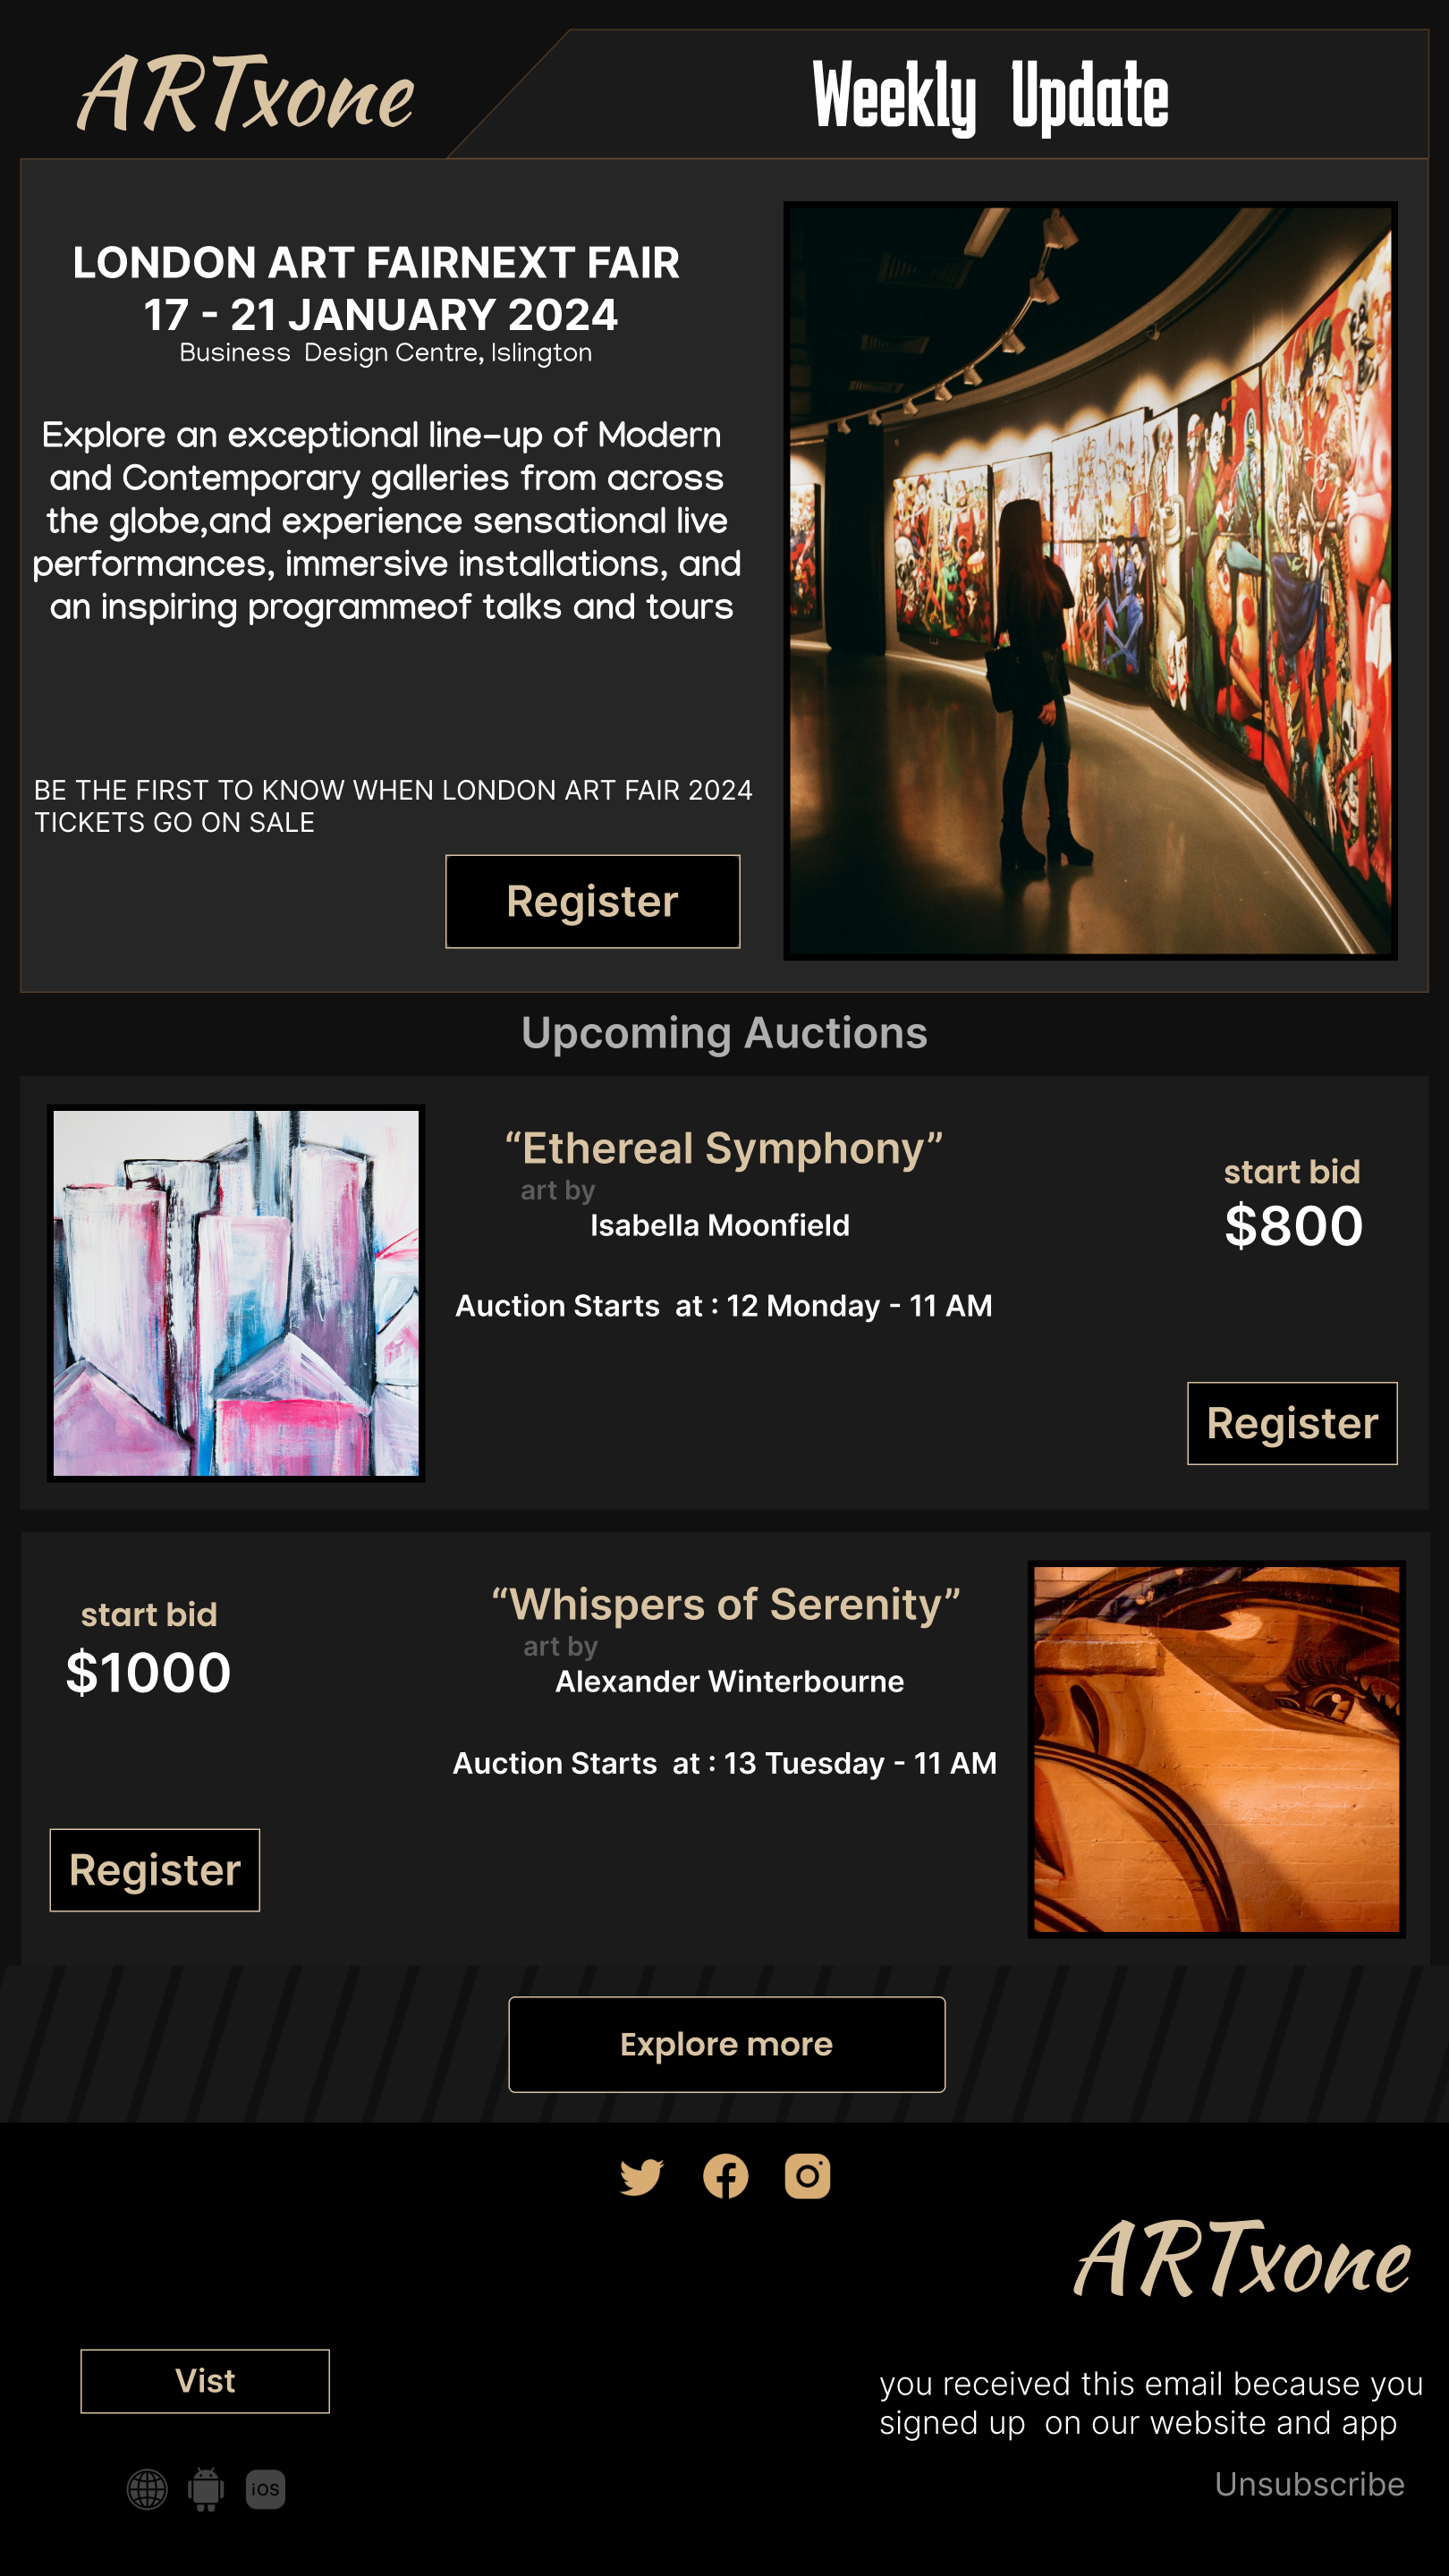 ARTxone
Weekly Update
LONDON ART FAIRNEXT FAIR
17 - 21 JANUARY 2024
Business Design Centre, Islington
Explore an exceptional line-up of Modern
and Contemporary galleries from across
the globe,and experience sensational live
performances, immersive installations, and
an inspiring programmeof talks and tours
BE THE FIRST TO KNOW WHEN LONDON ART FAIR 2024
TICKETS GO ON SALE
Register
Upcoming Auctions
“Ethereal Symphony”
art by
Isabella Moonfield
Auction Starts at : 12 Monday - 11 AM
start bid
$800
Register
start bid
$1000
“Whispers of Serenity”
art by
Alexander Winterbourne
Auction Starts at : 13 Tuesday - 11 AM
Register
Explore more
ARTxone
Vist
you received this email because you
signed up on our website and app
iOS
Unsubscribe